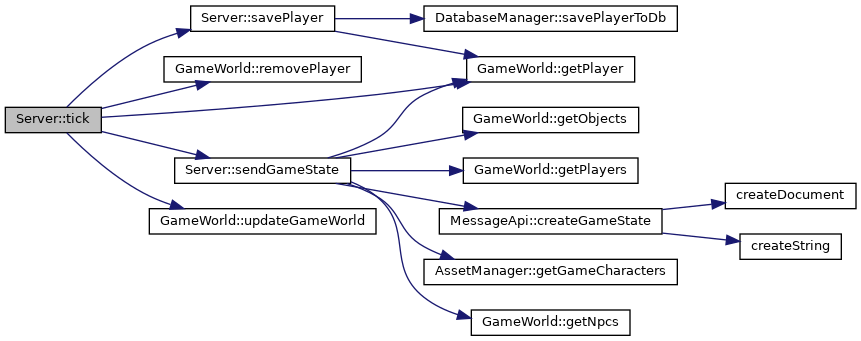 Server::tick
Server::savePlayer
GameWorld::removePlayer
Server::sendGameState
GameWorld::updateGameWorld
DatabaseManager::savePlayerToDb
GameWorld::getPlayer
GameWorld::getObjects
GameWorld::getPlayers
MessageApi::createGameState
AssetManager::getGameCharacters
GameWorld::getNpcs
createDocument
createString